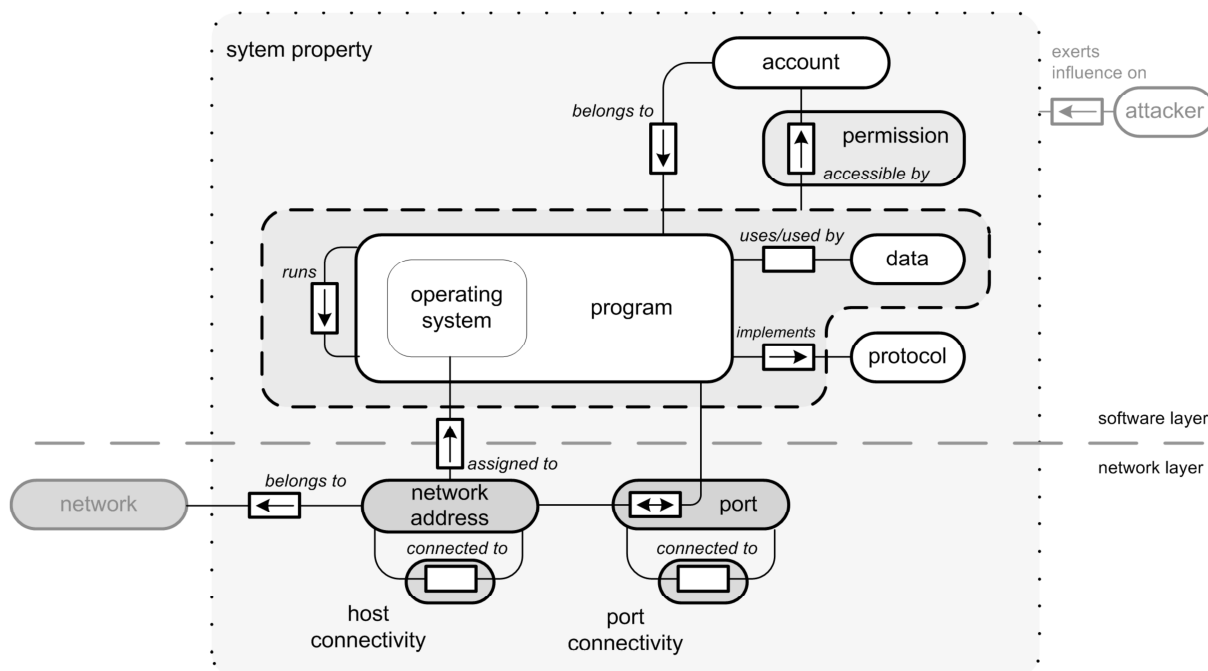 sytem property
account
exerts
influence on
attacker
belongs to
permission
accessible by
uses/used by
data
runs
operating
system
program
implements
protocol
software layer
assigned to
network layer
belongs to
network
network
address
port
connected to
connected to
host
connectivity
port
connectivity